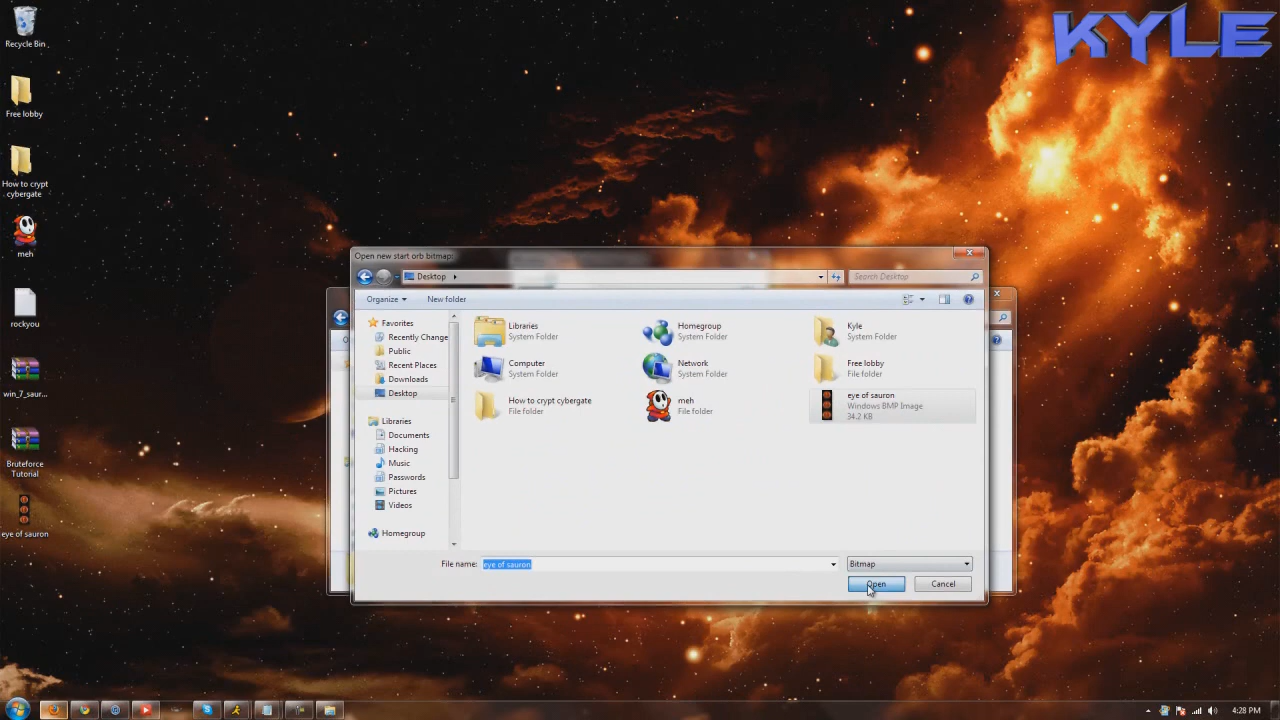 KYLE
Recycle Bin
Free lobby
How to crypt
cybergate
meh
rockyou
win_7_saur...
Bruteforce
Tutorial
eye of sauron
Open new start orb bitmap:
Desktop
Search Desktop
Organize
New folder
Favorites
Recently Change
Public
Recent Places
Downloads
Desktop
Libraries
Documents
Hacking
Music
Passwords
Pictures
Videos
Homegroup
Libraries
System Folder
Homegroup
System Folder
Kyle
System Folder
Computer
System Folder
Network
System Folder
Free lobby
File folder
How to crypt cybergate
File folder
meh
File folder
eye of sauron
Windows BMP Image
34.2 KB
File name:
eye of sauron
Bitmap
Open
Cancel
4:28 PM